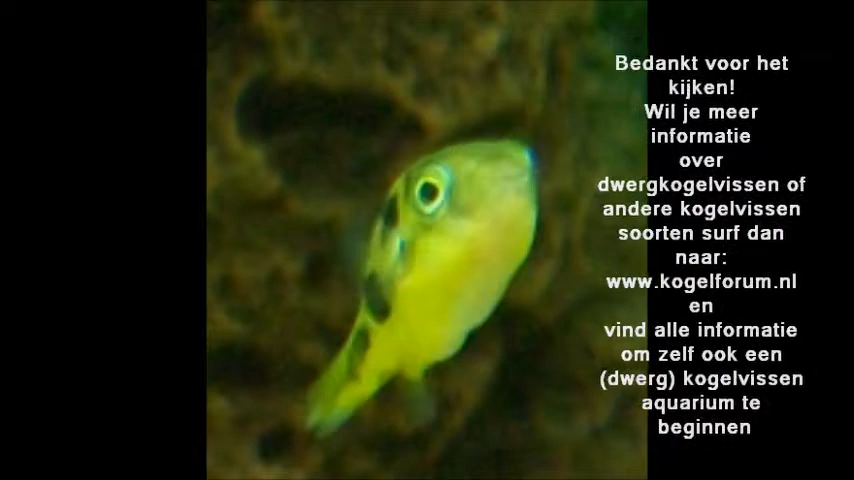 Bedankt voor het
kijken!
Wil je meer
informatie
over
dwergkogelvissen of
andere kogelvissen
soorten surf dan
naar:
www.kogelforum.nl
en
vind alle informatie
om zelf ook een
(dwerg) kogelvissen
aquarium te
beginnen